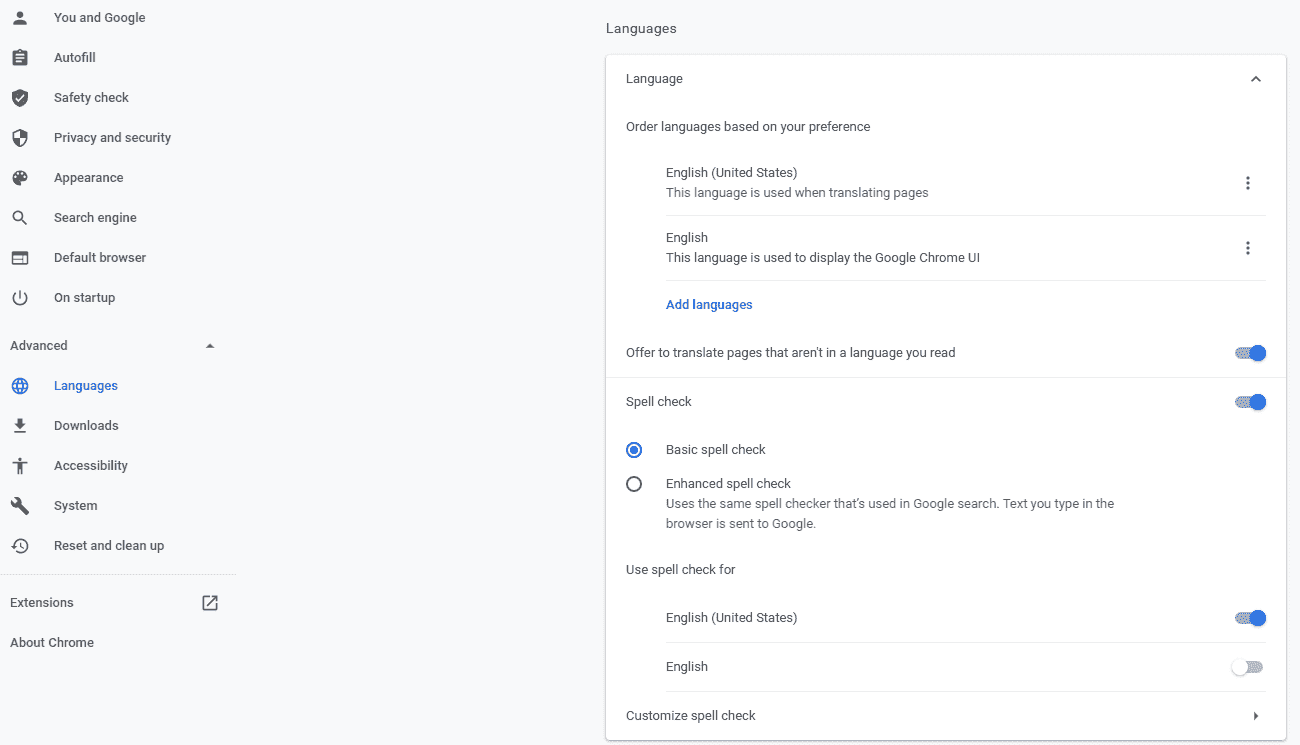 You and Google
Autofill
Safety check
Privacy and security
Appearance
Search engine
Default browser
On startup
Advanced
Languages
Downloads
Accessibility
System
Reset and clean up
Extensions
About Chrome
Languages
Language
Order languages based on your preference
English (United States)
This language is used when translating pages
English
This language is used to display the Google Chrome UI
Add languages
Offer to translate pages that aren't in a language you read
Spell check
Basic spell check
Enhanced spell check
Uses the same spell checker that's used in Google search. Text you type in the
browser is sent to Google.
Use spell check for
English (United States)
English
Customize spell check